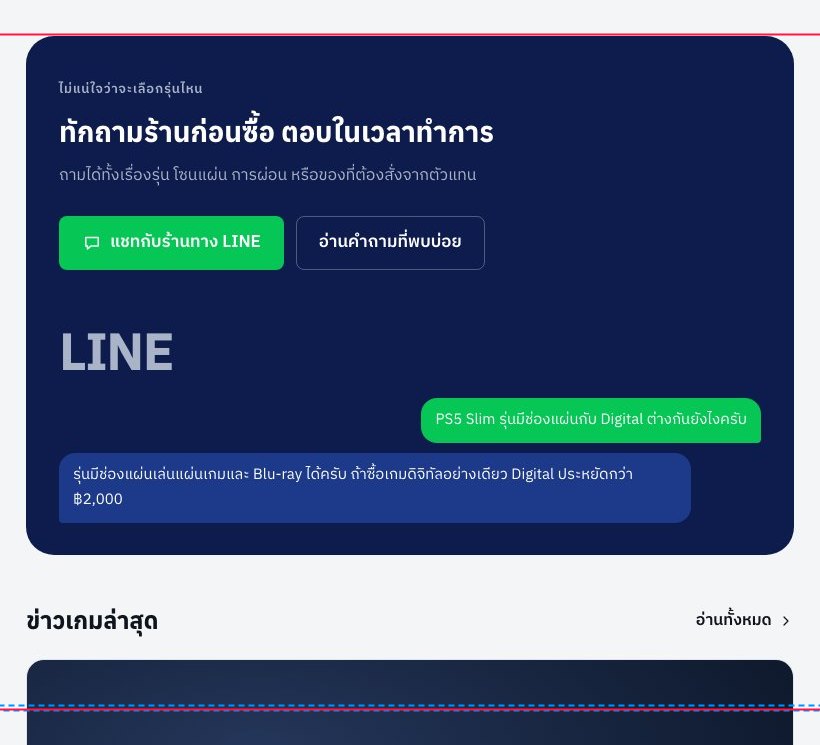 ไม่แน่ใจว่าจะเลือกรุ่นไหน
ทักถามร้านก่อนซื้อ ตอบในเวลาทำการ
ถามได้ทั้งเรื่องรุ่น โซนแผ่น การผ่อน หรือของที่ต้องสั่งจากตัวแทน
แชทกับร้านทาง LINE
อ่านคำถามที่พบบ่อย
LINE
PS5 Slim รุ่นมีช่องแผ่นกับ Digital ต่างกันยังไงครับ
รุ่นมีช่องแผ่นเล่นแผ่นเกมและ Blu-ray ได้ครับ ถ้าซื้อเกมดิจิทัลอย่างเดียว Digital ประหยัดกว่า
฿2,000
ข่าวเกมล่าสุด
อ่านทั้งหมด